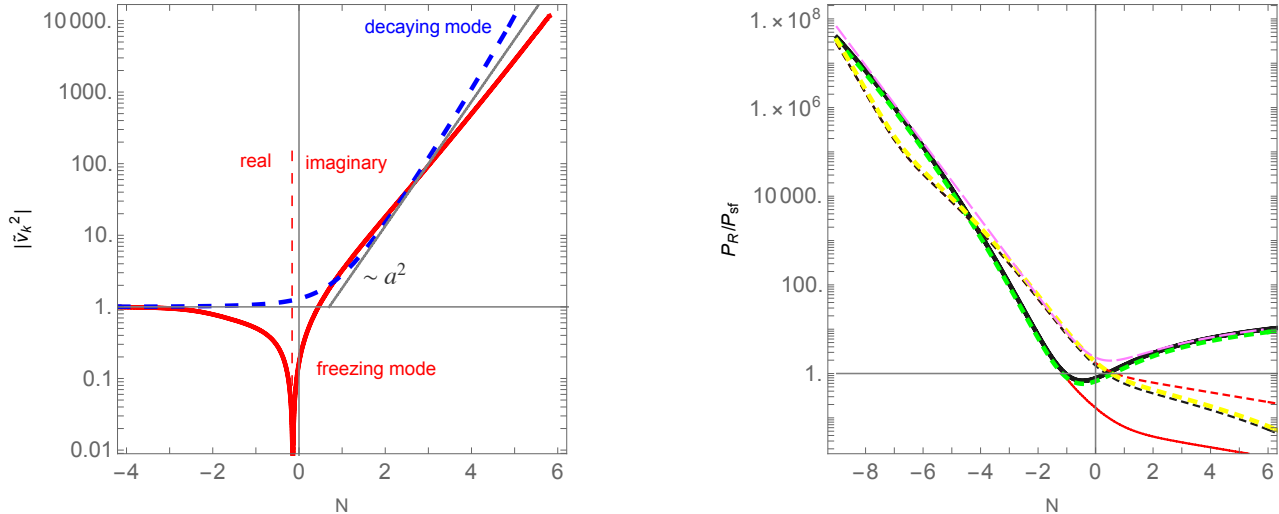 10000.
1000.
100.
10.
1.
0.1
0.01
|ṽₖ²|
decaying mode
real
imaginary
~ a²
freezing mode
−4
−2
0
2
4
6
N
1.×10⁸
1.×10⁶
10000.
100.
1.
P_R/P_sf
−8
−6
−4
−2
0
2
4
6
N